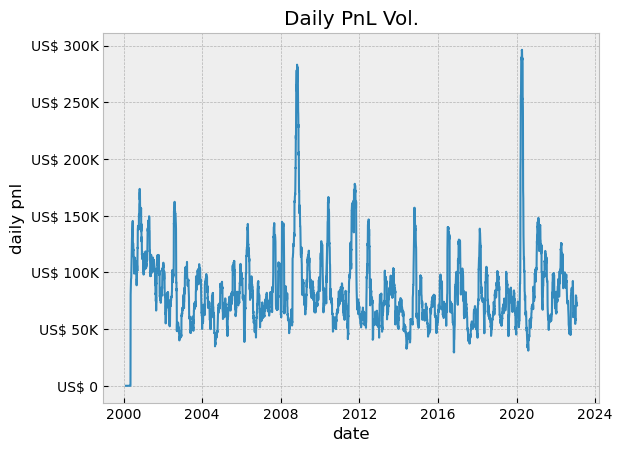 Daily PnL Vol.
US$ 300K
US$ 250K
US$ 200K
US$ 150K
US$ 100K
US$ 50K
US$ 0
daily pnl
2000 2004 2008 2012 2016 2020 2024
date